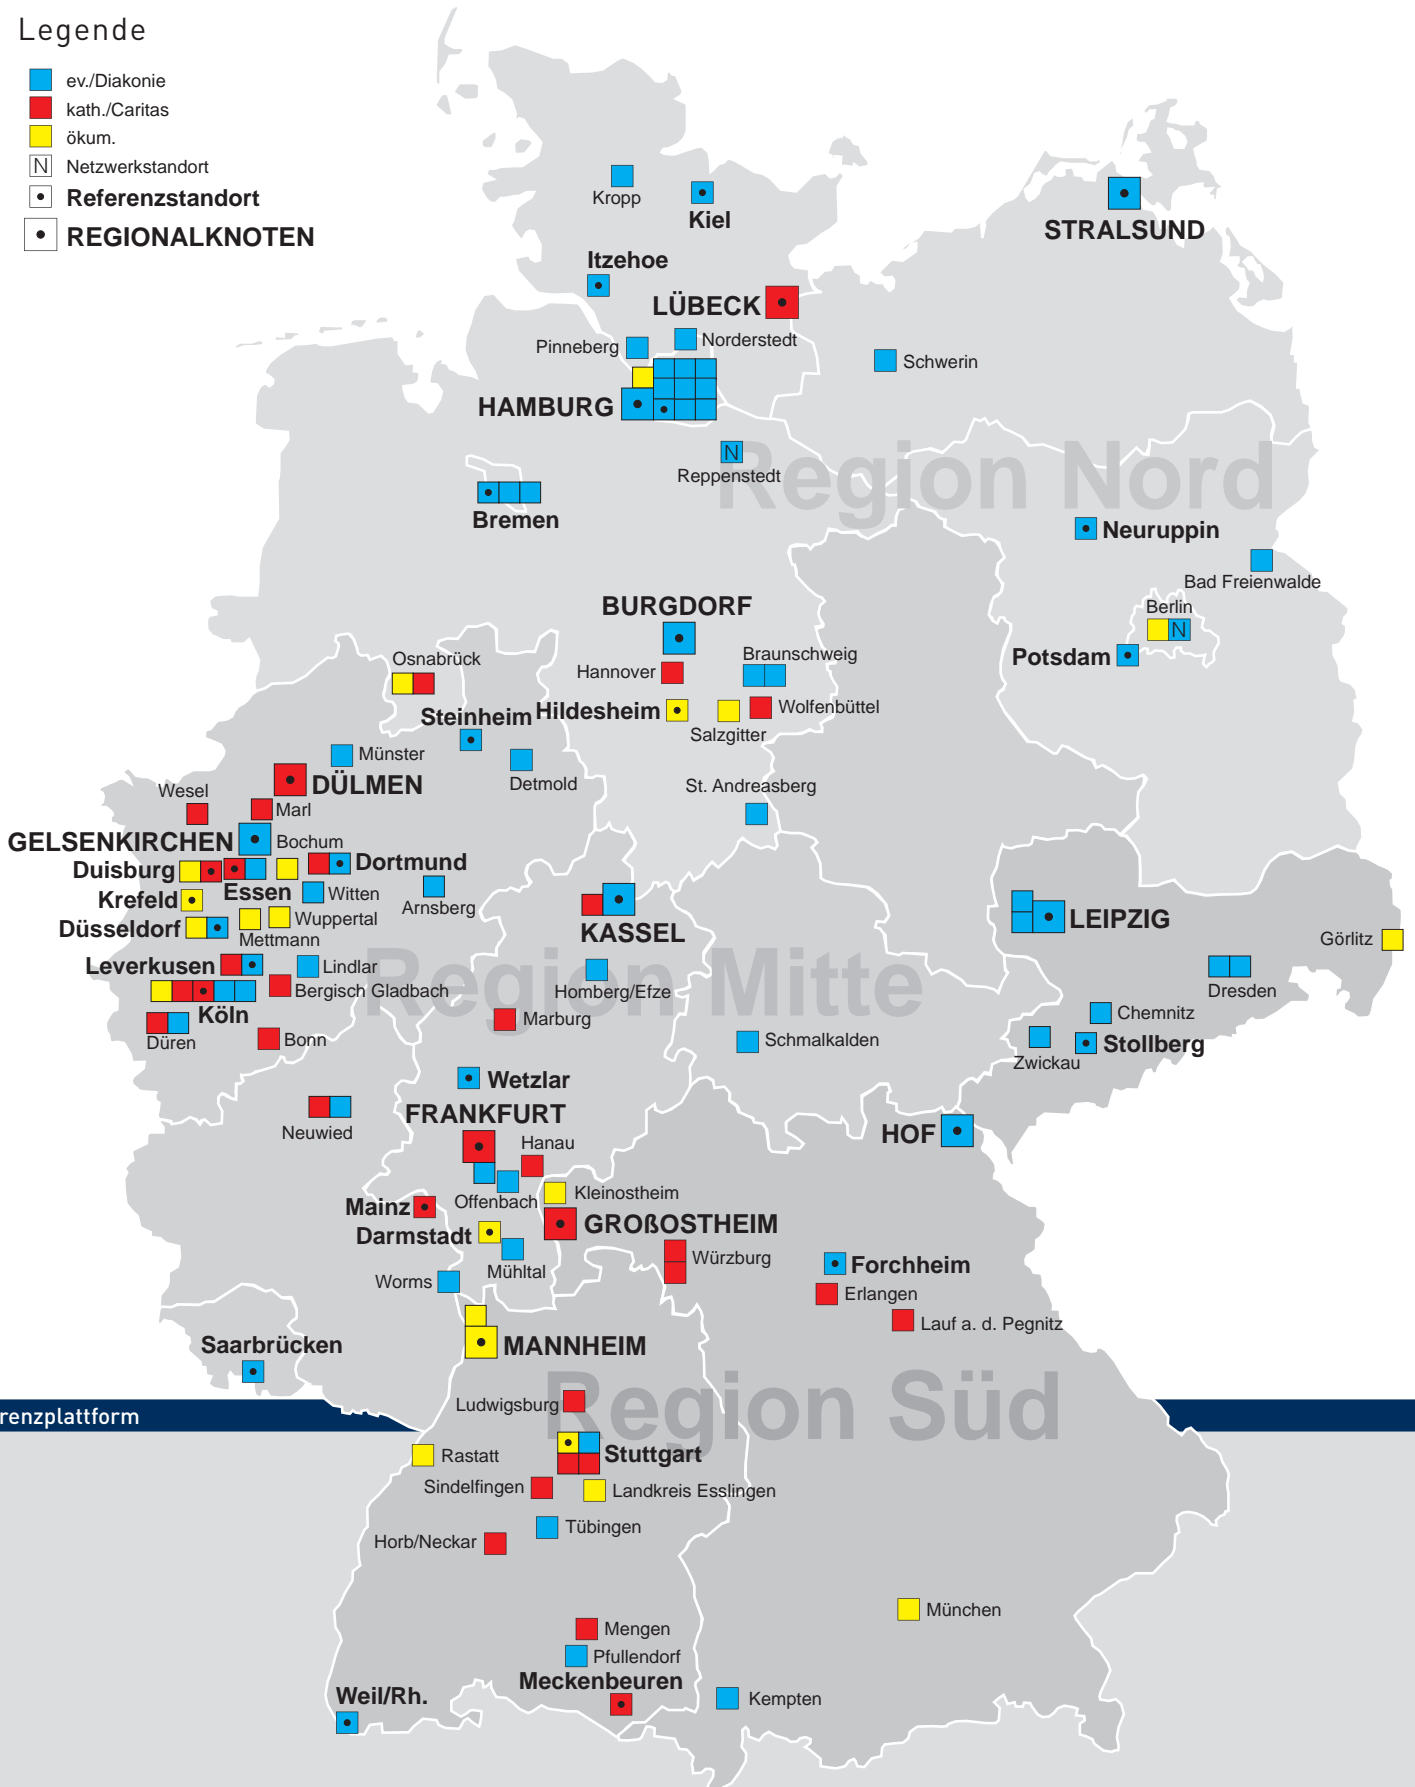 Legende
ev./Diakonie
kath./Caritas
ökum.
N Netzwerkstandort
Referenzstandort
REGIONALKNOTEN
Kropp
Kiel
STRALSUND
Itzehoe
LÜBECK
Pinneberg
Norderstedt
Schwerin
HAMBURG
N
Reppenstedt
Region Nord
Bremen
Neuruppin
Bad Freienwalde
BURGDORF
Berlin
N
Potsdam
Osnabrück
Hannover
Braunschweig
Steinheim
Hildesheim
Wolfenbüttel
Salzgitter
Münster
Detmold
DÜLMEN
St. Andreasberg
Wesel
Marl
GELSENKIRCHEN
Bochum
Duisburg
Dortmund
Essen
Witten
Krefeld
Arnsberg
Wuppertal
Düsseldorf
Mettmann
KASSEL
LEIPZIG
Görlitz
Leverkusen
Lindlar
Region Mitte
Bergisch Gladbach
Homberg/Efze
Dresden
Köln
Marburg
Chemnitz
Düren
Bonn
Schmalkalden
Stollberg
Zwickau
Wetzlar
FRANKFURT
Neuwied
HOF
Hanau
Kleinostheim
Offenbach
Mainz
Darmstadt
GROßOSTHEIM
Mühltal
Würzburg
Forchheim
Worms
Erlangen
Lauf a. d. Pegnitz
Saarbrücken
MANNHEIM
Region Süd
Ludwigsburg
renzplattform
Stuttgart
Rastatt
Sindelfingen
Landkreis Esslingen
Tübingen
Horb/Neckar
München
Mengen
Pfullendorf
Meckenbeuren
Weil/Rh.
Kempten